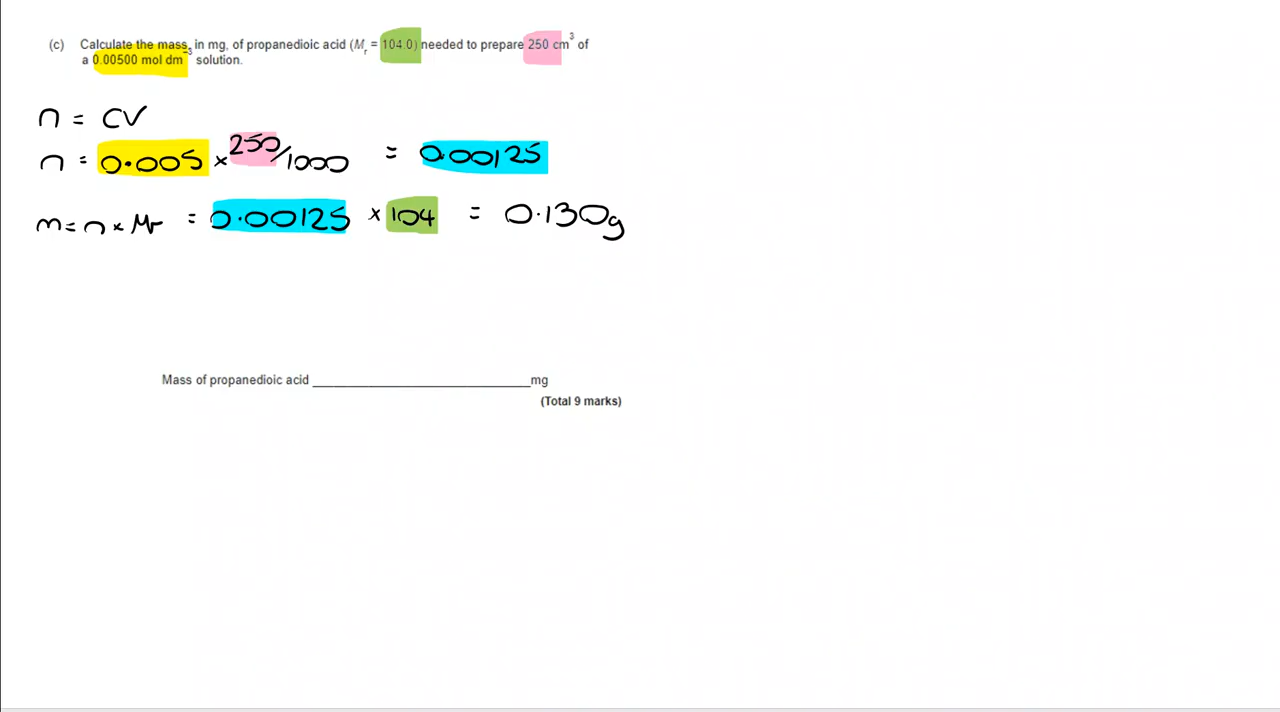 (c) Calculate the mass, in mg, of propanedioic acid (Mr = 104.0) needed to prepare 250 cm³ of
a 0.00500 mol dm⁻³ solution.
n = CV
n = 0.005 × 250/1000 = 0.00125
m = n × Mr = 0.00125 × 104 = 0.130g
Mass of propanedioic acid ______________________________mg
(Total 9 marks)